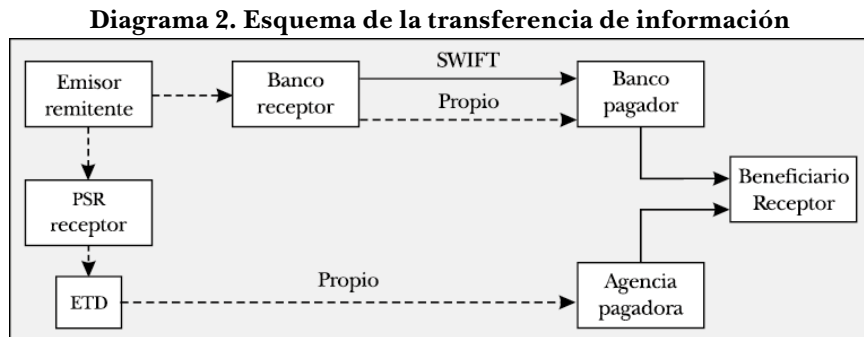 Diagrama 2. Esquema de la transferencia de información
Emisor
remitente
Banco
receptor
SWIFT
Propio
Banco
pagador
PSR
receptor
Beneficiario
Receptor
ETD
Propio
Agencia
pagadora